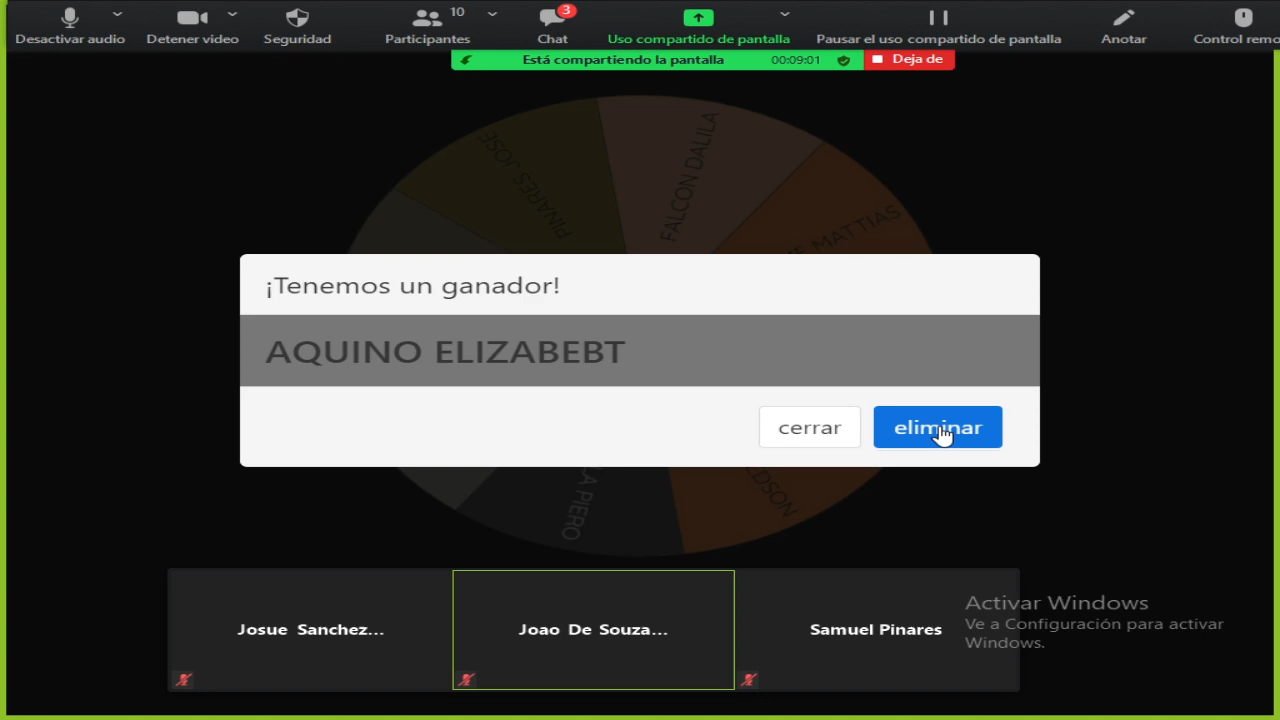 Desactivar audio
Detener video
Seguridad
10
Participantes
3
Chat
Uso compartido de pantalla
Pausar el uso compartido de pantalla
Anotar
Control remo
Está compartiendo la pantalla
00:09:01
Deja de
PINARES JOSE
FALCON DALILA
MATTIAS
¡Tenemos un ganador!
AQUINO ELIZABEBT
cerrar
eliminar
LA PIERO
DSON
Josue Sanchez...
Joao De Souza...
Samuel Pinares
Activar Windows
Ve a Configuración para activar
Windows.